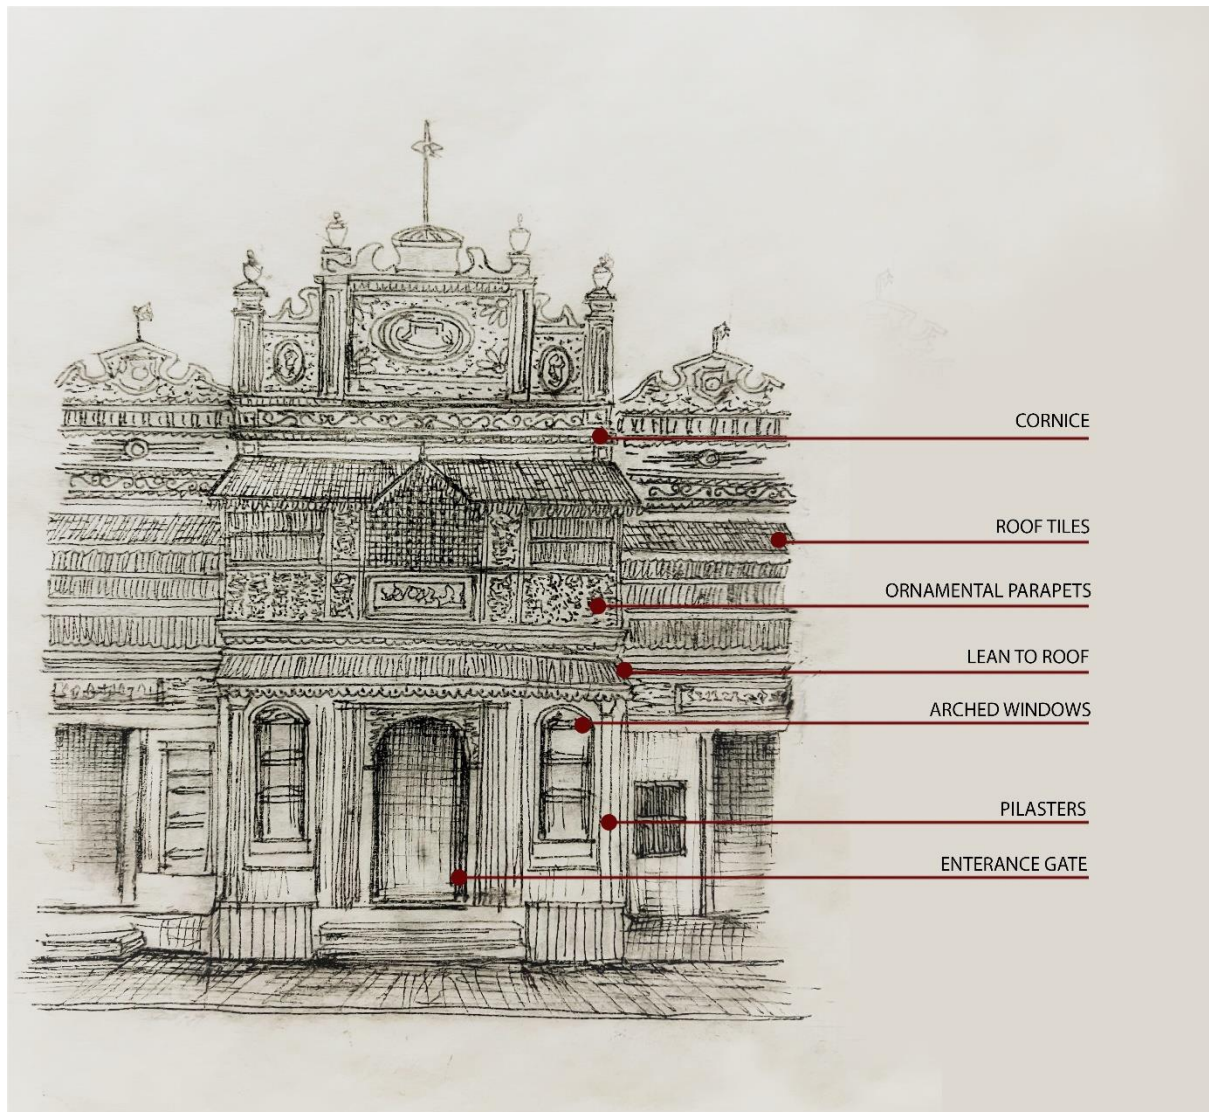 CORNICE
ROOF TILES
ORNAMENTAL PARAPETS
LEAN TO ROOF
ARCHED WINDOWS
PILASTERS
ENTERANCE GATE